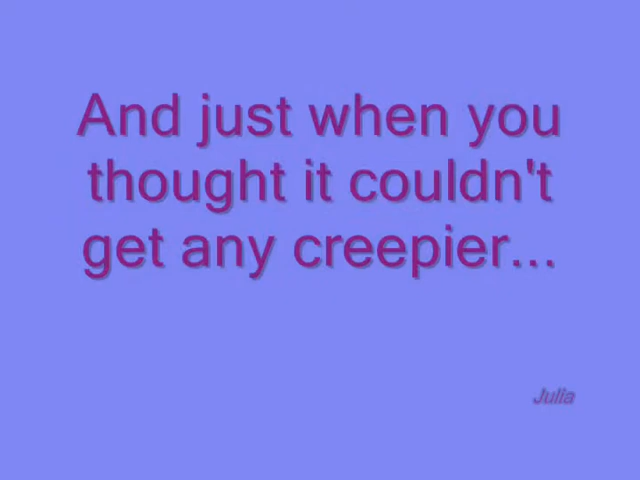 And just when you
thought it couldn't
get any creepier...
Julia